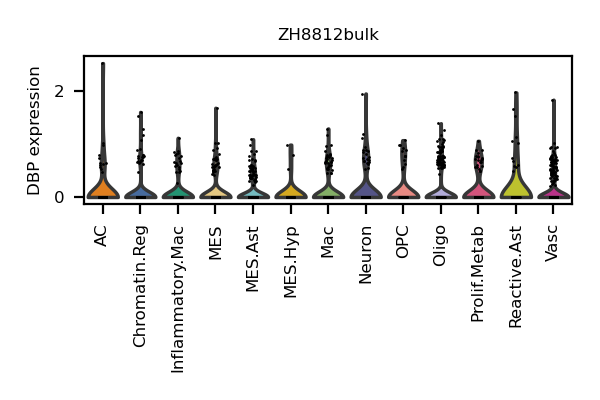 ZH8812bulk
DBP expression
2
0
AC
Chromatin.Reg
Inflammatory.Mac
MES
MES.Ast
MES.Hyp
Mac
Neuron
OPC
Oligo
Prolif.Metab
Reactive.Ast
Vasc